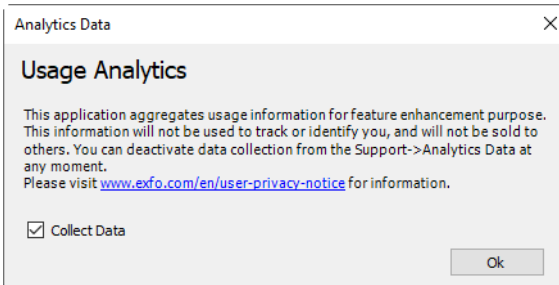 Analytics Data
Usage Analytics
This application aggregates usage information for feature enhancement purpose.
This information will not be used to track or identify you, and will not be sold to
others. You can deactivate data collection from the Support->Analytics Data at
any moment.
Please visit www.exfo.com/en/user-privacy-notice for information.
Collect Data
Ok